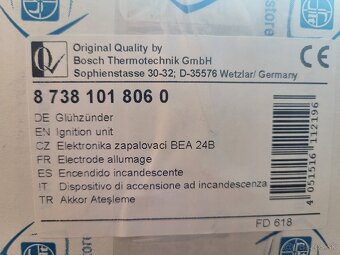 Original Quality by
Bosch Thermotechnik GmbH
Sophienstasse 30-32; D-35576 Wetzlar/ Germany
CE
8 738 101 806 0
DE Glühzünder
EN Ignition unit
CZ Elektronika zapalovací BEA 24B
FR Electrode allumage
ES Encendido incandescente
IT Dispositivo di accensione ad incandescenza
TR Akkor Ateşleme
4 051516 112196
FD 618
store
store